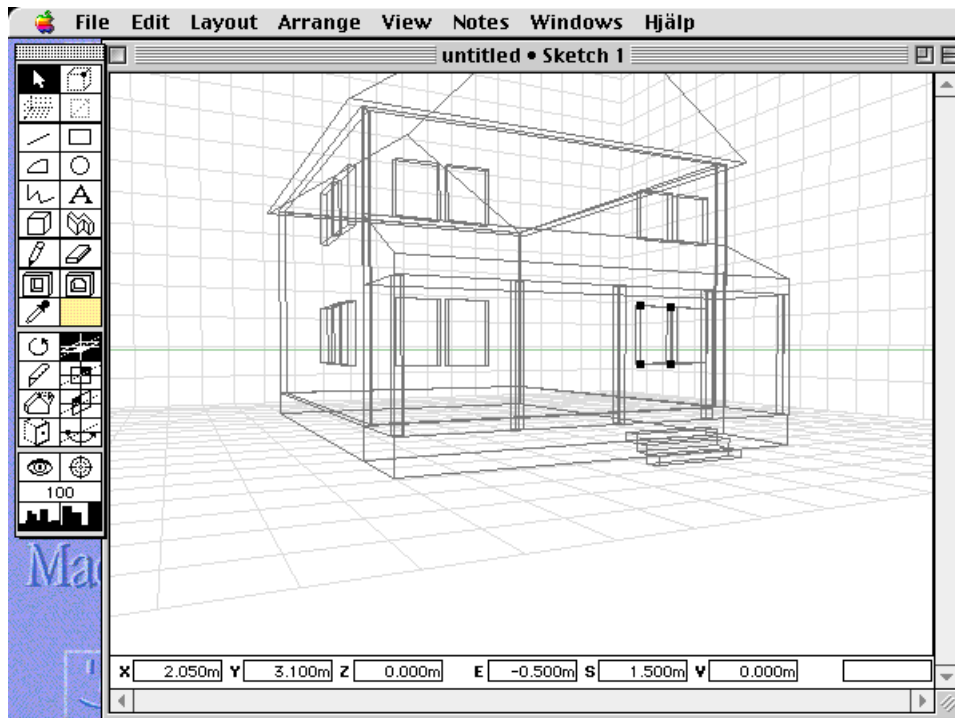 File Edit Layout Arrange View Notes Windows Hjälp
untitled • Sketch 1
A
100
Mac
X 2.050m Y 3.100m Z 0.000m E -0.500m S 1.500m V 0.000m